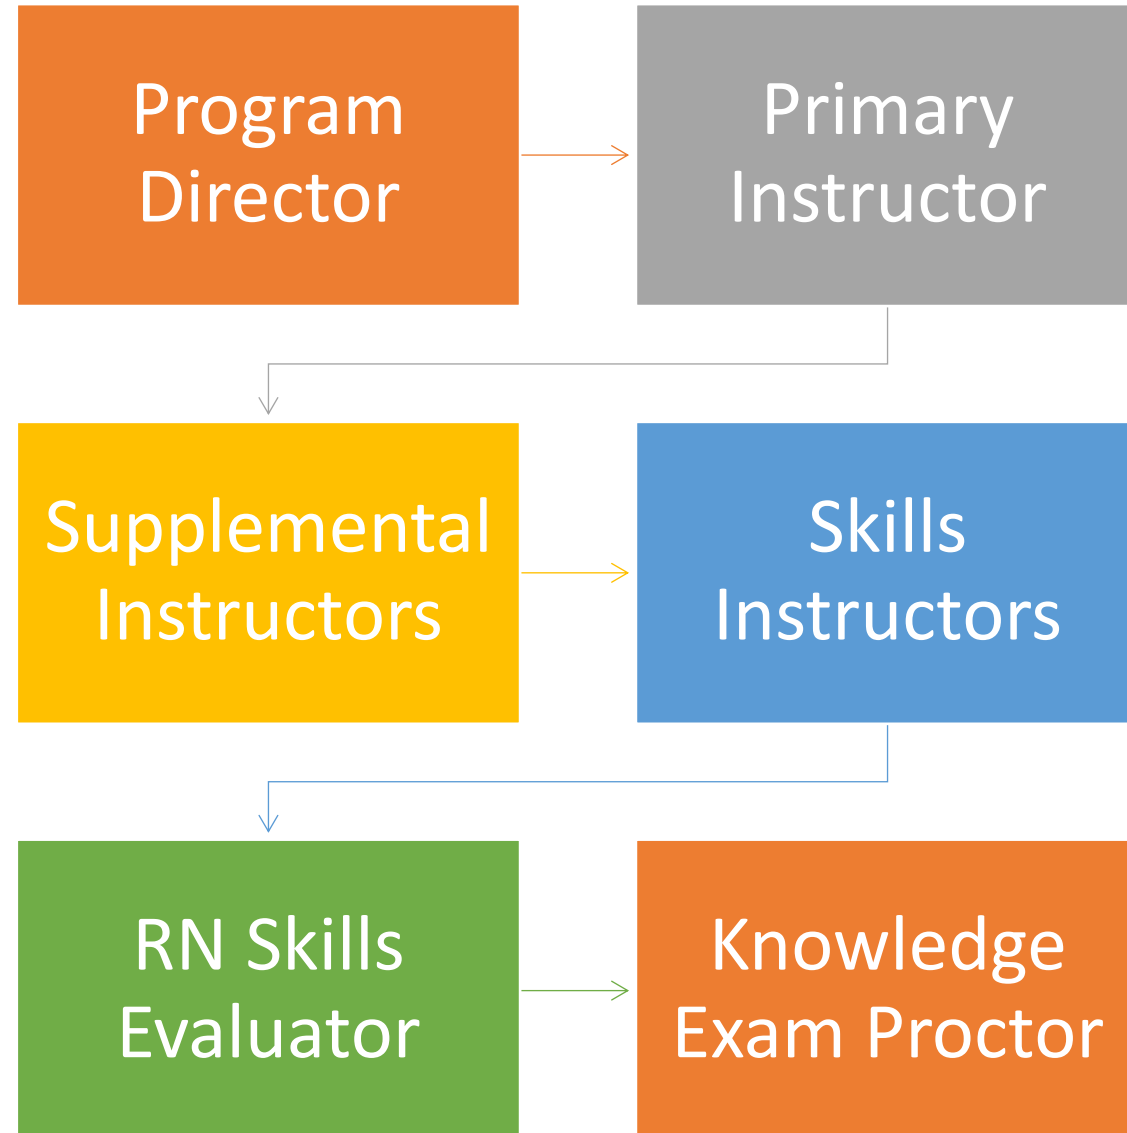 Program
Director
Primary
Instructor
Supplemental
Instructors
Skills
Instructors
RN Skills
Evaluator
Knowledge
Exam Proctor